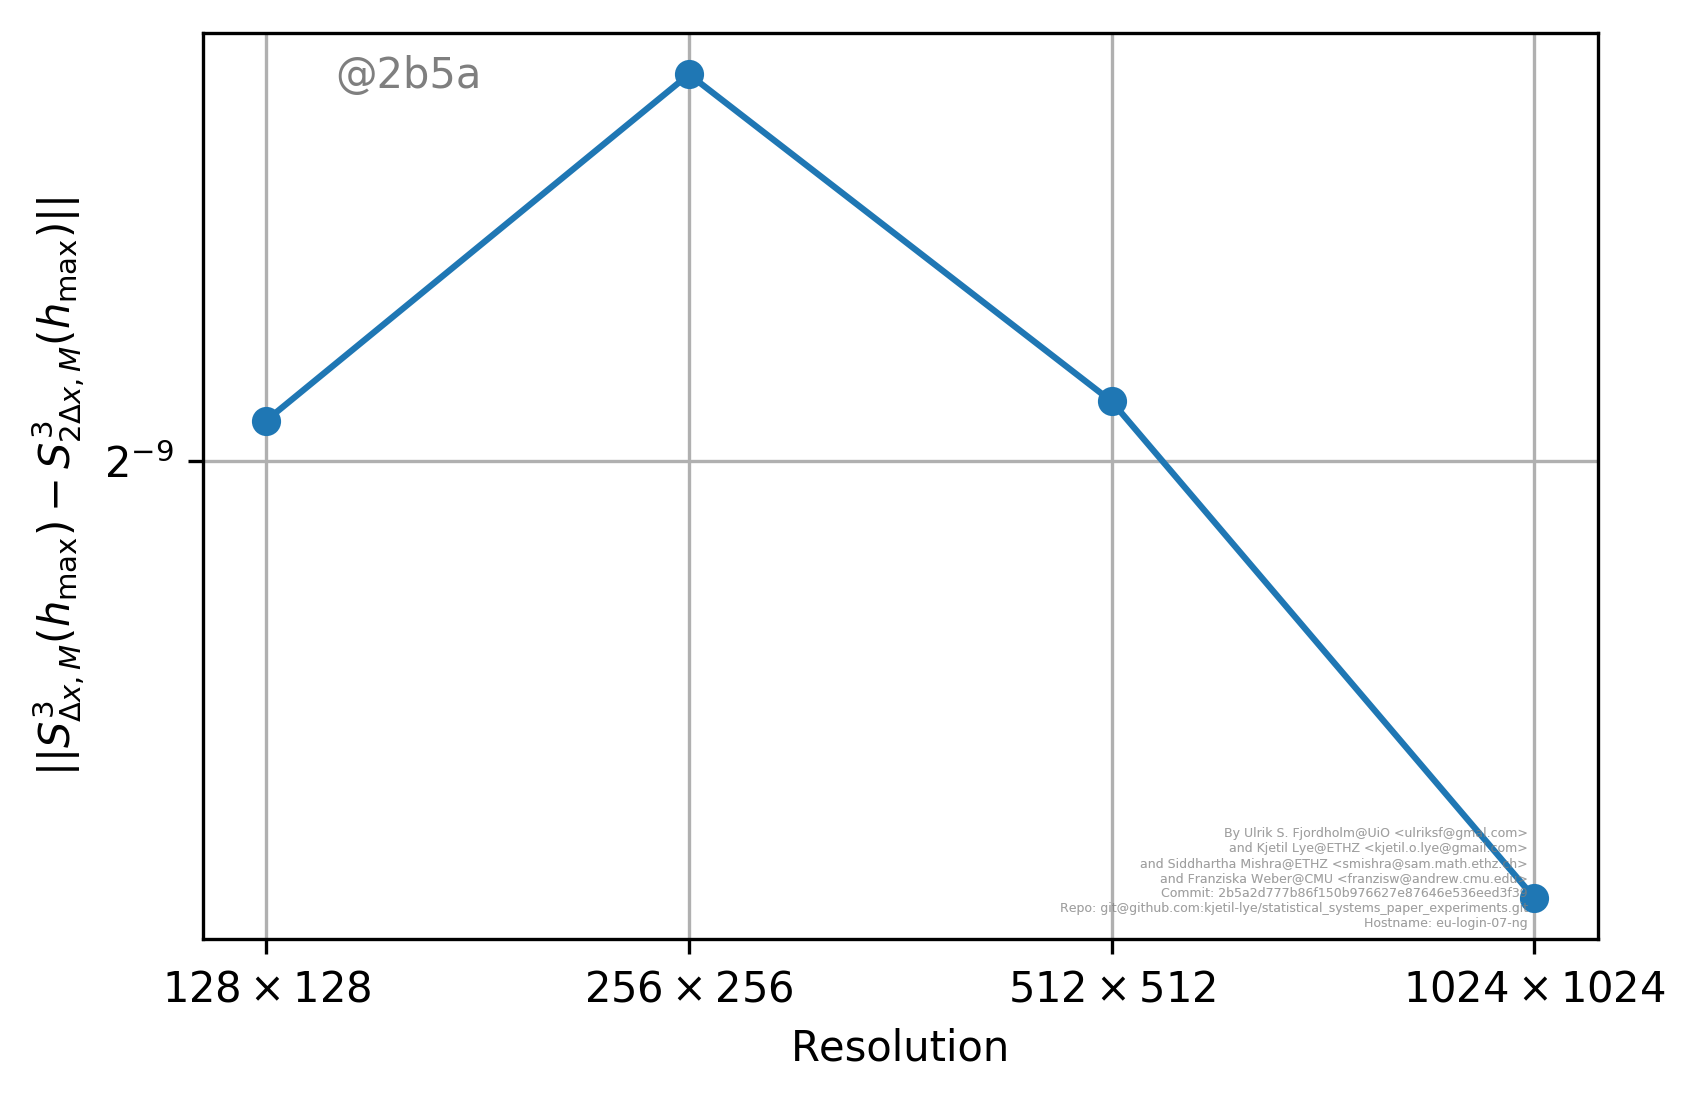 @2b5a
||S^3_{Δx,M}(h_max) − S^3_{2Δx,M}(h_max)||
2^{−9}
By Ulrik S. Fjordholm@UiO <ulriksf@gmail.com>
and Kjetil Lye@ETHZ <kjetil.o.lye@gmail.com>
and Siddhartha Mishra@ETHZ <smishra@sam.math.ethz.ch>
and Franziska Weber@CMU <franzisw@andrew.cmu.edu>
Commit:
Repo: git@github.com:kjetil-lye/statistical_systems_paper_experiments.git
Hostname: eu-login-07-ng
128 × 128 256 × 256 512 × 512 1024 × 1024
Resolution